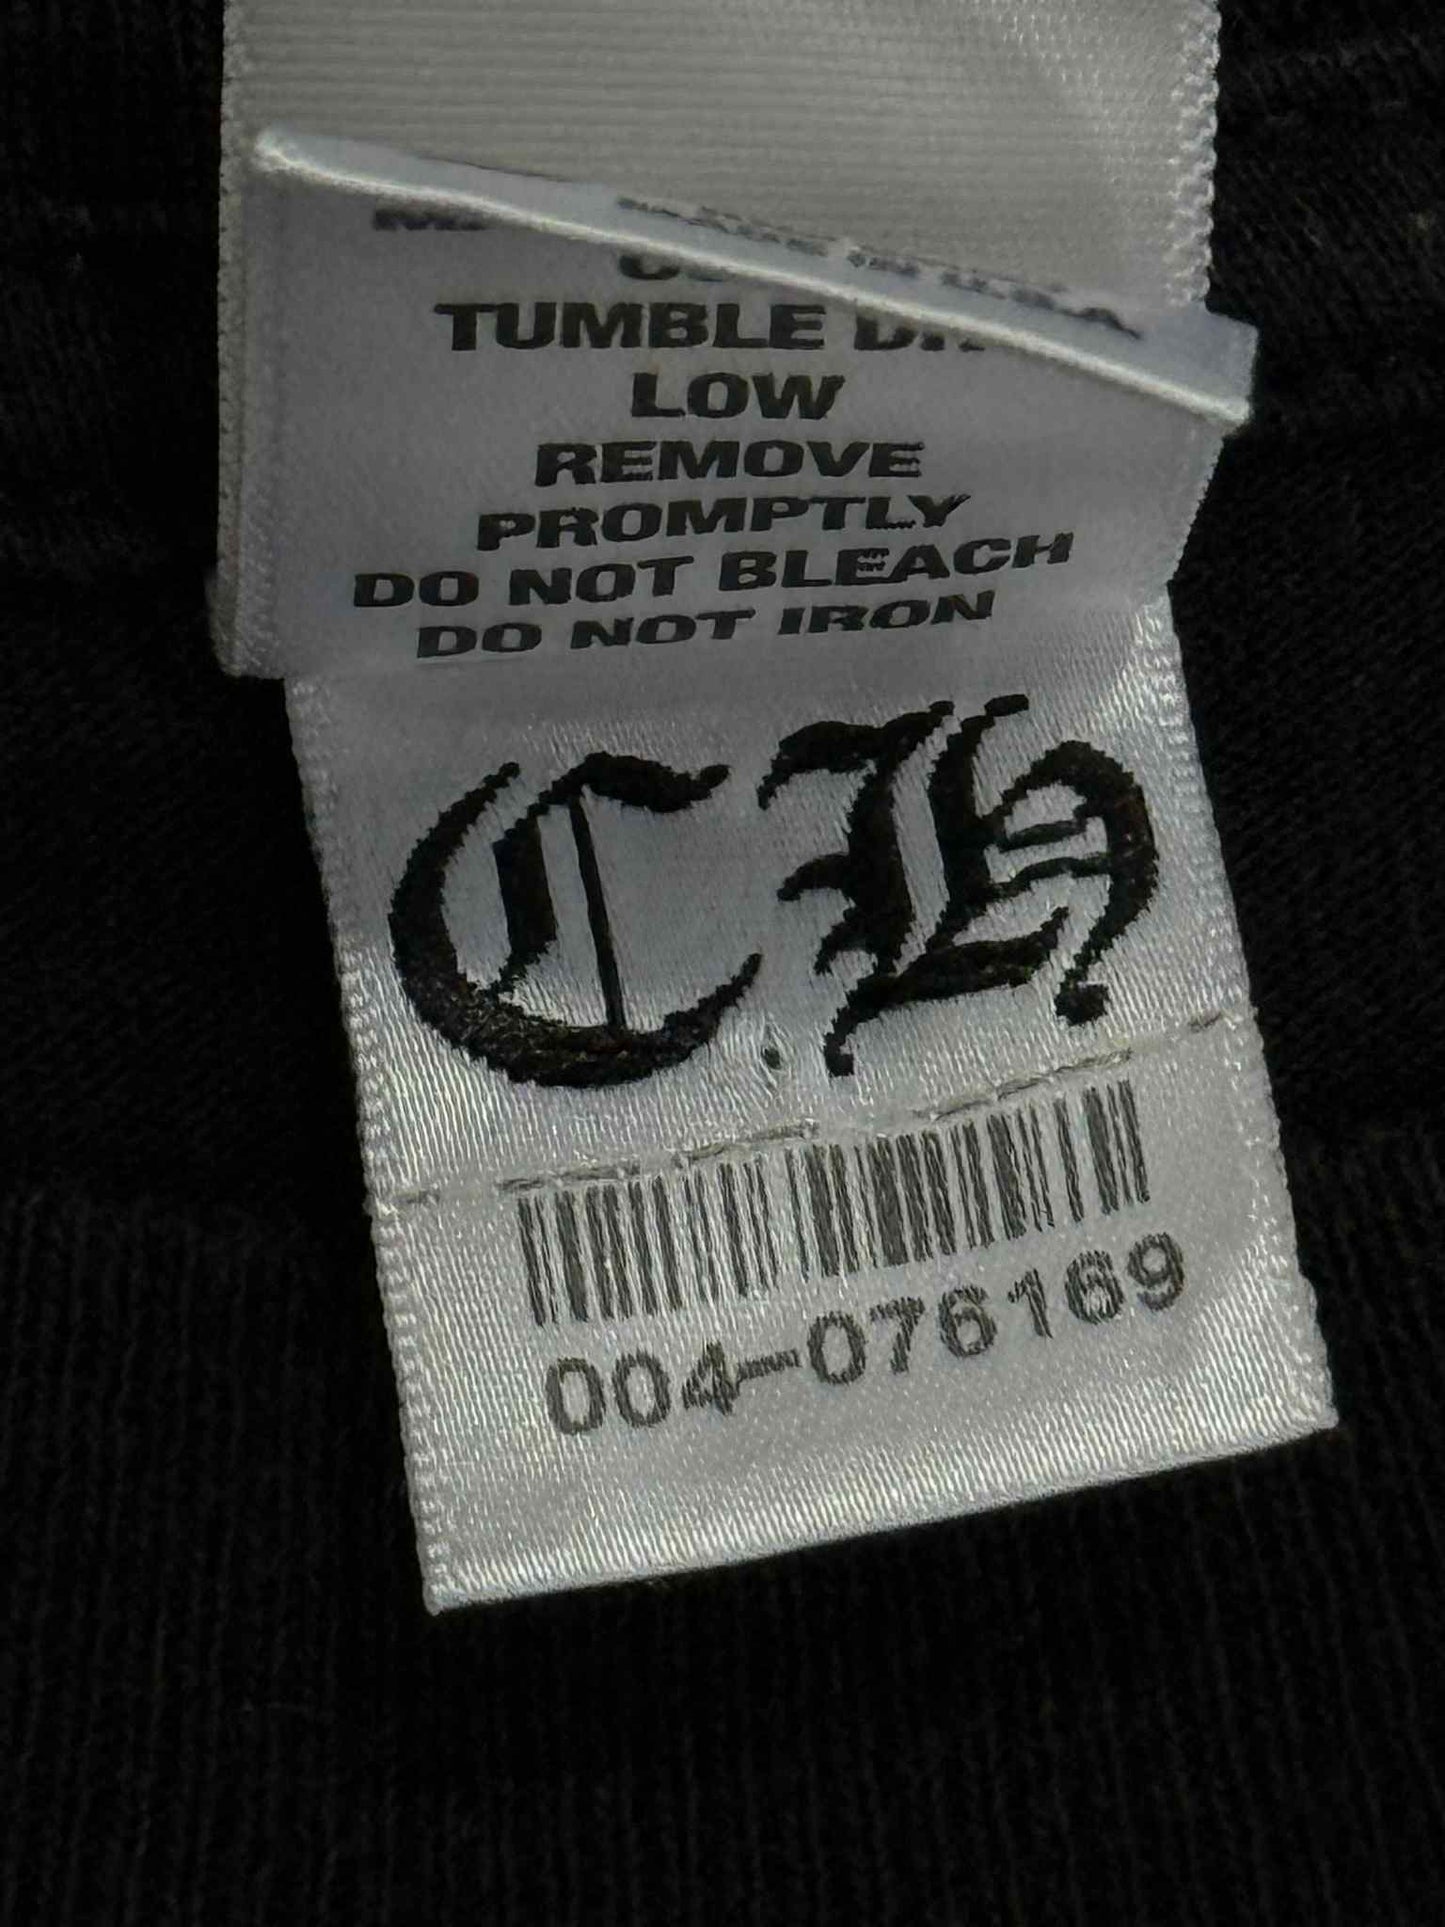 TUMBLE
LOW
REMOVE
PROMPTLY
DO NOT BLEACH
DO NOT IRON
CH
004-076169